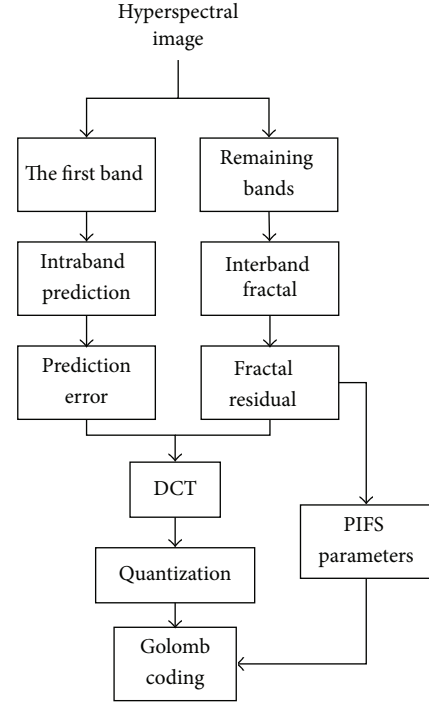 Hyperspectral
image
The first band
Remaining
bands
Intraband
prediction
Interband
fractal
Prediction
error
Fractal
residual
DCT
PIFS
parameters
Quantization
Golomb
coding